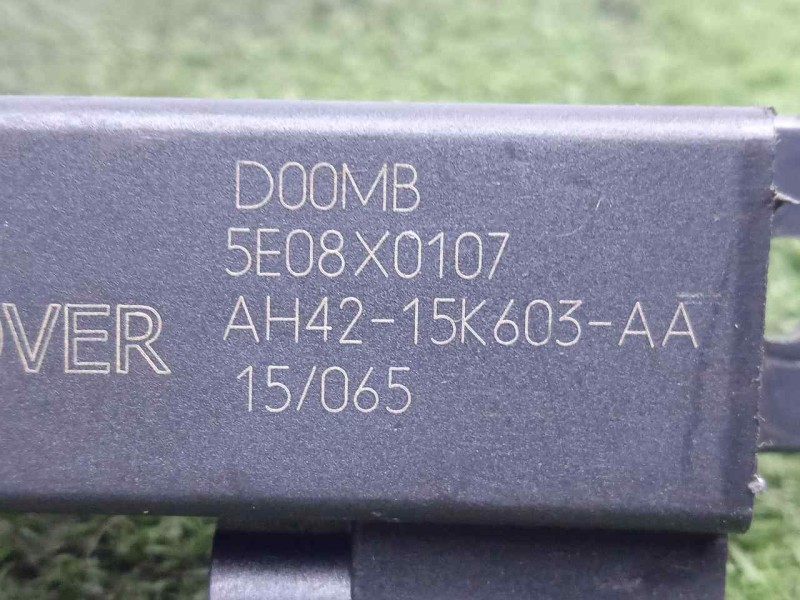 D00MB
5E08X0107
OVER AH42-15K603-AA
15/065